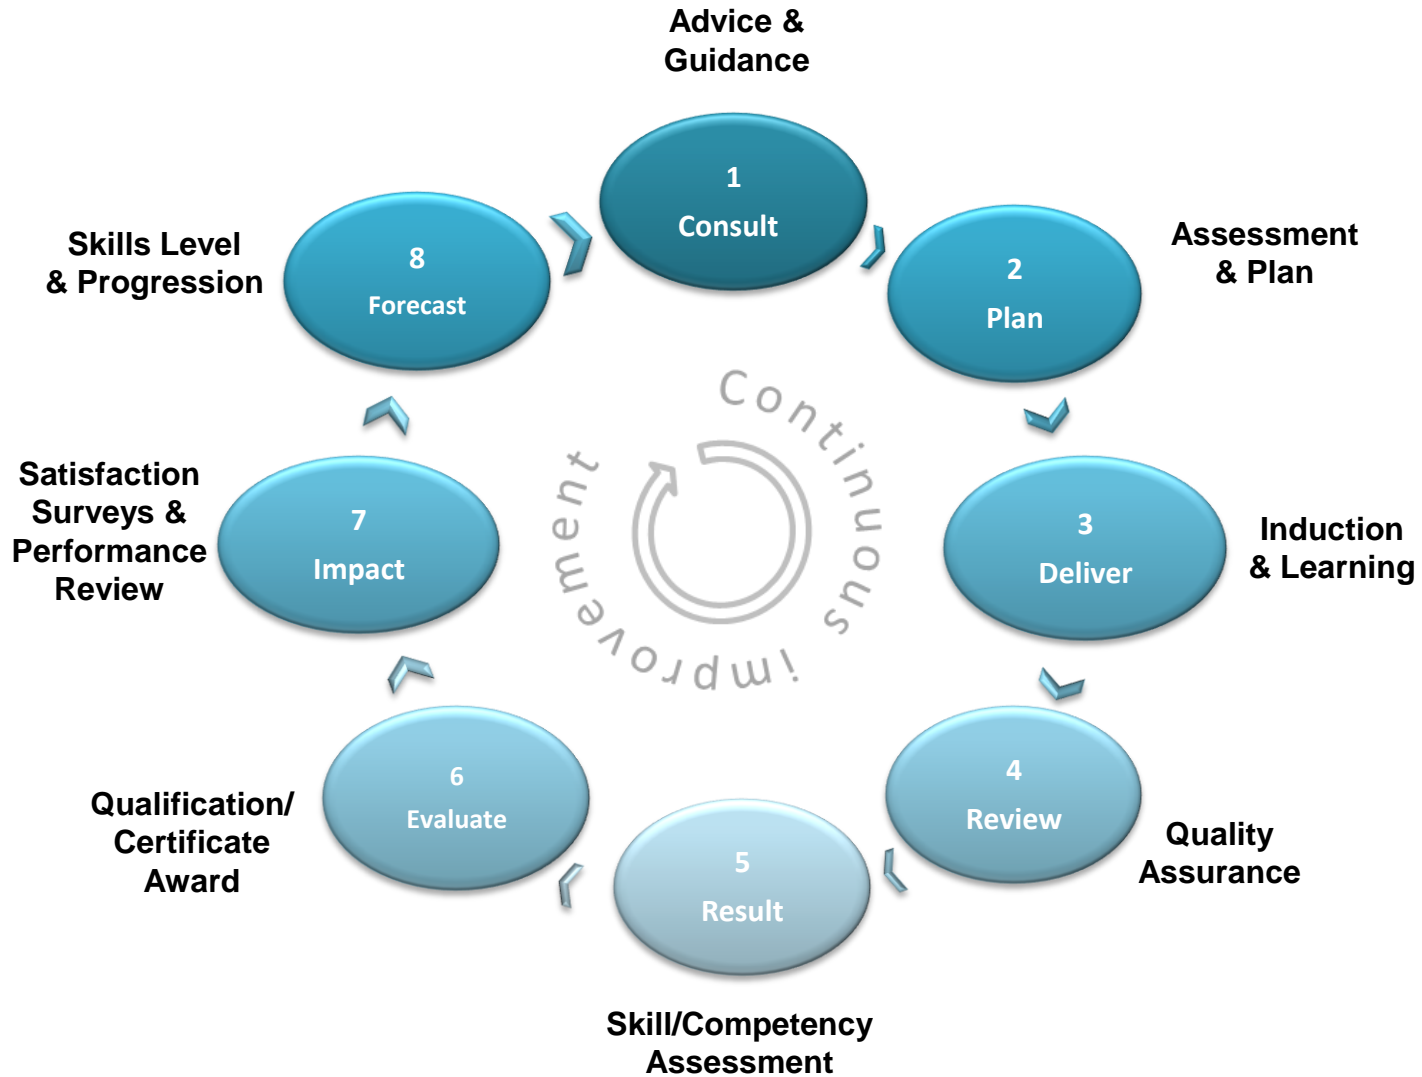 Advice &
Guidance
1
Consult
2
Plan
Assessment
& Plan
3
Deliver
Induction
& Learning
4
Review
Quality
Assurance
5
Result
Skill/Competency
Assessment
6
Evaluate
Qualification/
Certificate
Award
7
Impact
Satisfaction
Surveys &
Performance
Review
8
Forecast
Skills Level
& Progression
Continuous improvement